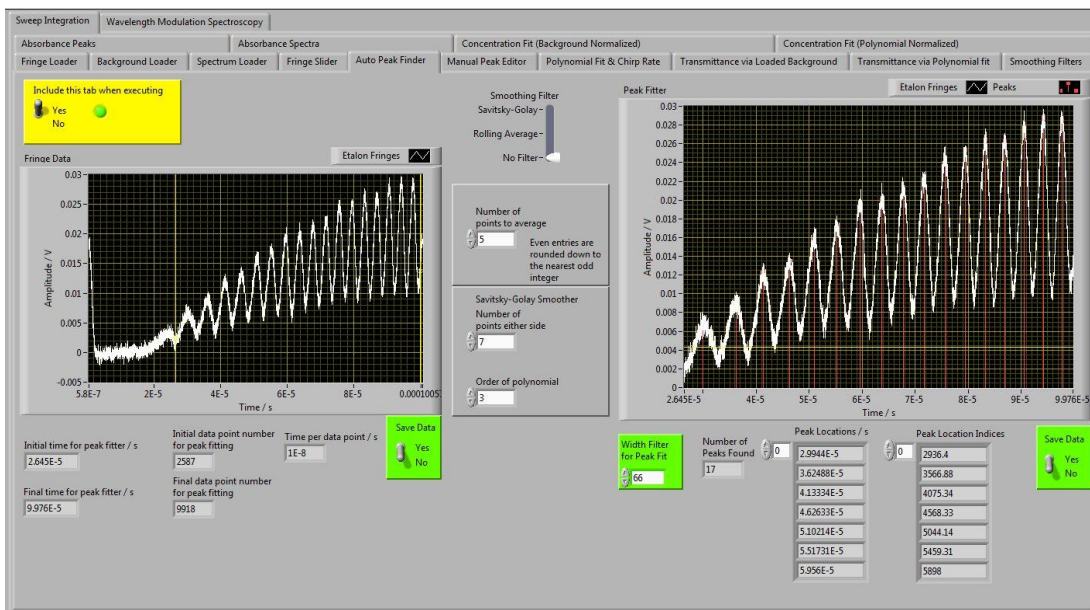 Sweep Integration Wavelength Modulation Spectroscopy
Absorbance Peaks Absorbance Spectra Concentration Fit (Background Normalized) Concentration Fit (Polynomial Normalized)
Fringe Loader Background Loader Spectrum Loader Fringe Slider Auto Peak Finder Manual Peak Editor Polynomial Fit & Chirp Rate Transmittance via Loaded Background Transmittance via Polynomial fit Smoothing Filters
Include this tab when executing
Yes
No
Fringe Data
Etalon Fringes
0.03
0.025
0.02
0.015
0.01
0.005
0
-0.005
Amplitude / V
5.8E-7 2E-5 4E-5 6E-5 8E-5 0.00010053
Time / s
Initial time for peak fitter / s
2.645E-5
Final time for peak fitter / s
9.976E-5
Initial data point number
for peak fitting
2587
Final data point number
for peak fitting
9918
Time per data point / s
1E-8
Save Data
Yes
No
Smoothing Filter
Savitsky-Golay
Rolling Average
No Filter
Number of
points to average
5
Even entries are
rounded down to
the nearest odd
integer
Savitsky-Golay Smoother
Number of
points either side
7
Order of polynomial
3
Peak Fitter
Etalon Fringes Peaks
0.03
0.028
0.026
0.024
0.022
0.02
0.018
0.016
0.014
0.012
0.01
0.008
0.006
0.004
0.002
0
Amplitude / V
2.645E-5 4E-5 5E-5 6E-5 7E-5 8E-5 9E-5 9.976E-5
Time / s
Width Filter
for Peak Fit
66
Number of
Peaks Found
17
Peak Locations / s
0
2.9944E-5
3.62488E-5
4.13334E-5
4.62633E-5
5.10214E-5
5.51731E-5
5.956E-5
Peak Location Indices
0
2936.4
3566.88
4075.34
4568.33
5044.14
5459.31
5898
Save Data
Yes
No